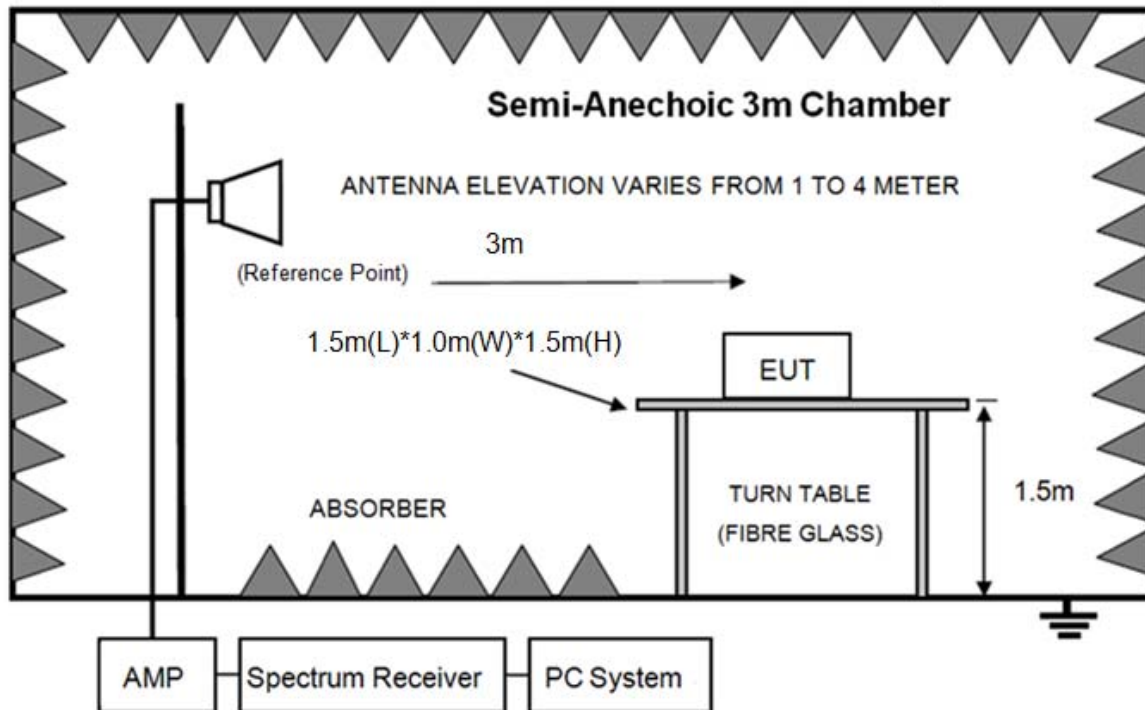 Semi-Anechoic 3m Chamber
ANTENNA ELEVATION VARIES FROM 1 TO 4 METER
3m
(Reference Point)
1.5m(L)*1.0m(W)*1.5m(H)
EUT
ABSORBER
TURN TABLE
(FIBRE GLASS)
1.5m
AMP
Spectrum Receiver
PC System